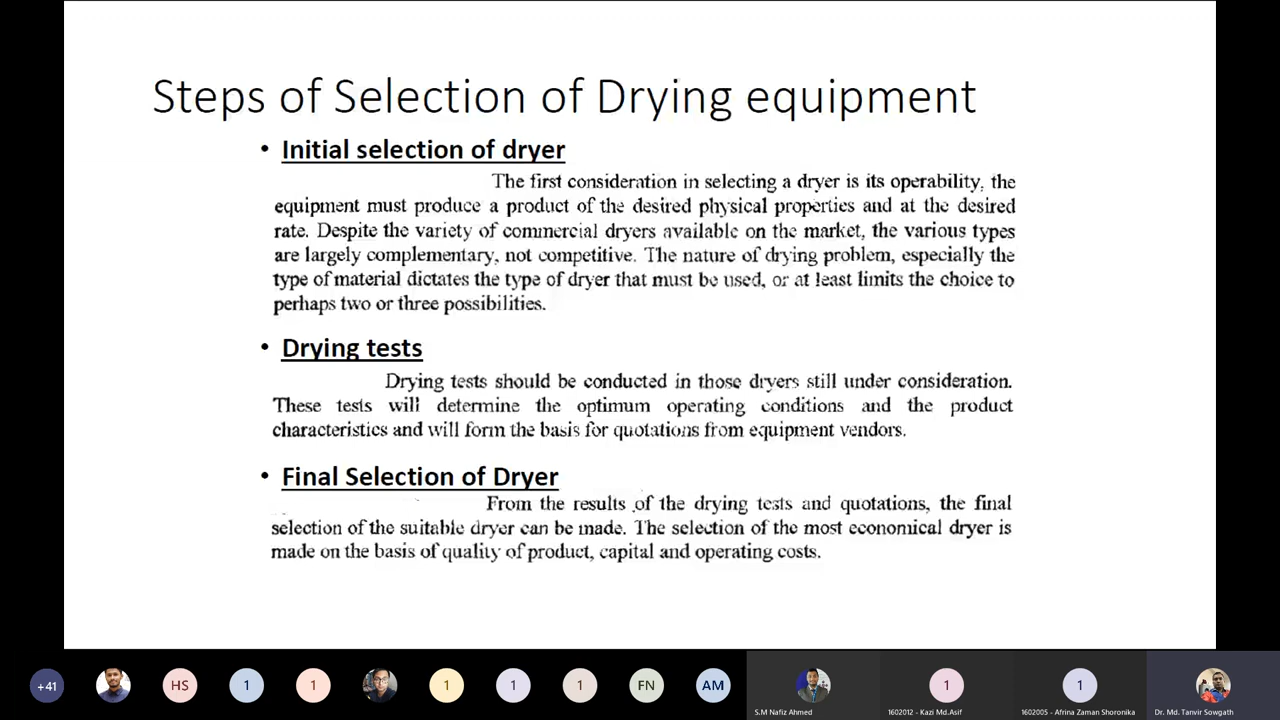 Steps of Selection of Drying equipment
• Initial selection of dryer
The first consideration in selecting a dryer is its operability, the
equipment must produce a product of the desired physical properties and at the desired
rate. Despite the variety of commercial dryers available on the market, the various types
are largely complementary, not competitive. The nature of drying problem, especially the
type of material dictates the type of dryer that must be used, or at least limits the choice to
perhaps two or three possibilities.
• Drying tests
Drying tests should be conducted in those dryers still under consideration.
These tests will determine the optimum operating conditions and the product
characteristics and will form the basis for quotations from equipment vendors.
• Final Selection of Dryer
From the results of the drying tests and quotations, the final
selection of the suitable dryer can be made. The selection of the most economical dryer is
made on the basis of quality of product, capital and operating costs.
+41 HS 1 1 1 1 1 FN AM 1 1
S.M Nafiz Ahmed 1602012 - Kazi Md.Asif 1602005 - Afrina Zaman Shoronika Dr. Md. Tanvir Sowgath